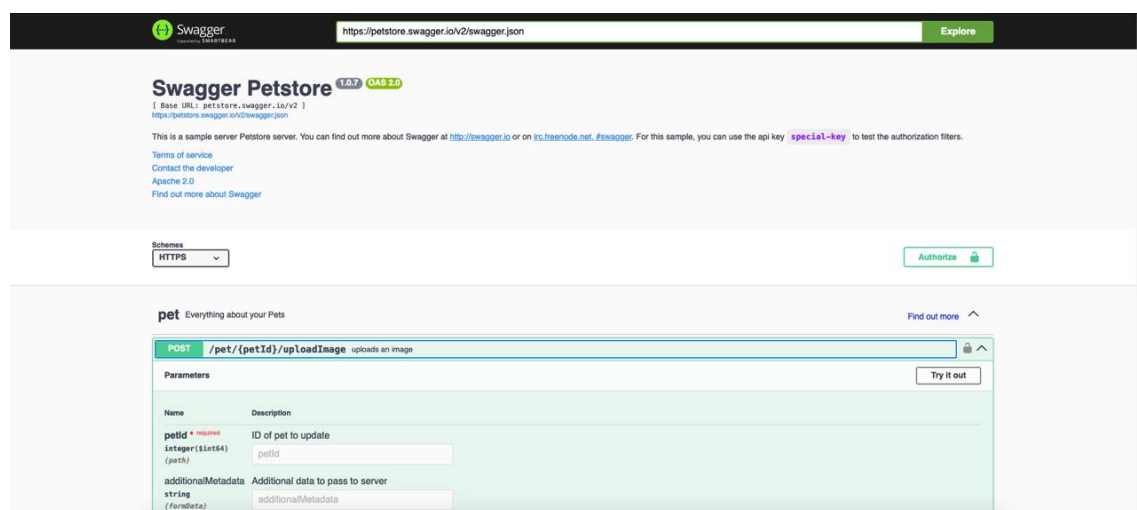 Swagger.
Supported by SMARTBEAR
https://petstore.swagger.io/v2/swagger.json
Explore
Swagger Petstore 1.0.7 OAS 2.0
[ Base URL: petstore.swagger.io/v2 ]
https://petstore.swagger.io/v2/swagger.json
This is a sample server Petstore server. You can find out more about Swagger at http://swagger.io or on irc.freenode.net, #swagger. For this sample, you can use the api key special-key to test the authorization filters.
Terms of service
Contact the developer
Apache 2.0
Find out more about Swagger
Schemes
HTTPS
Authorize
pet Everything about your Pets
Find out more
POST /pet/{petId}/uploadImage uploads an image
Parameters
Try it out
Name Description
petId * required ID of pet to update
integer($int64)
petId
(path)
additionalMetadata Additional data to pass to server
string
additionalMetadata
(formData)